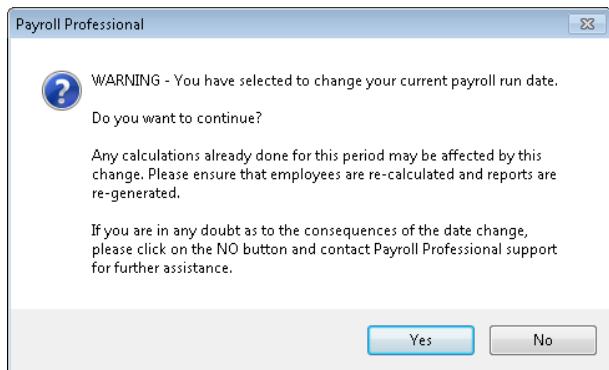 Payroll Professional
WARNING - You have selected to change your current payroll run date.
Do you want to continue?
Any calculations already done for this period may be affected by this
change. Please ensure that employees are re-calculated and reports are
re-generated.
If you are in any doubt as to the consequences of the date change,
please click on the NO button and contact Payroll Professional support
for further assistance.
Yes
No